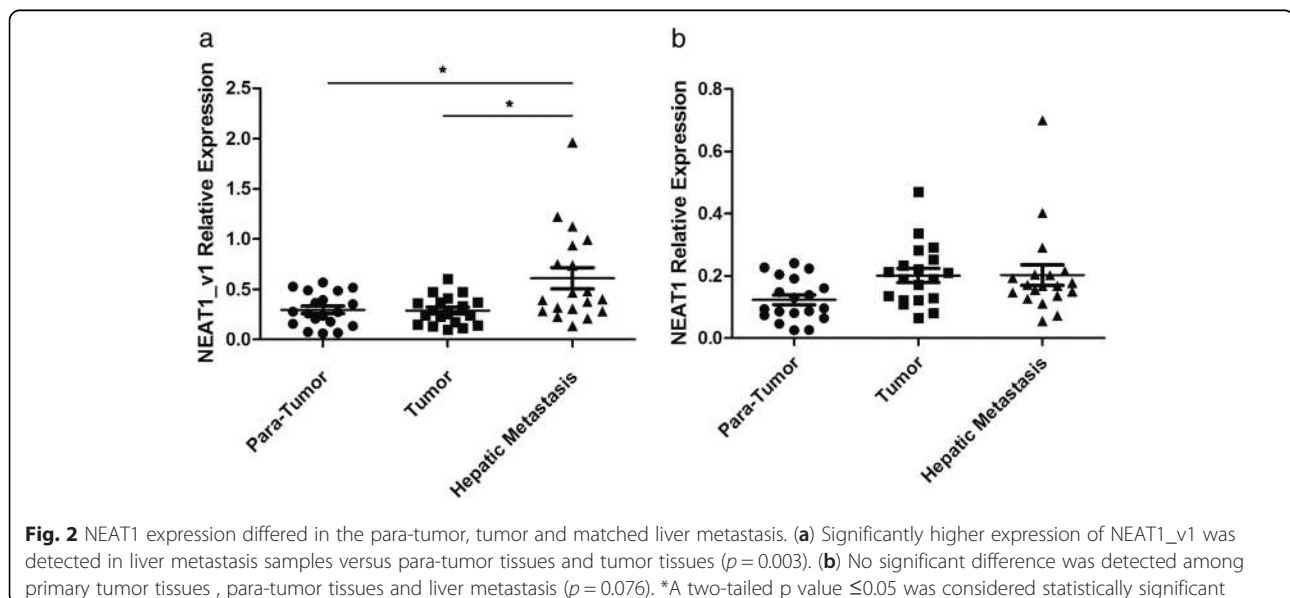 a
*
*
2.5
2.0
1.5
1.0
0.5
0.0
NEAT1_v1 Relative Expression
Para-Tumor
Tumor
Hepatic Metastasis
b
0.8
0.6
0.4
0.2
0.0
NEAT1 Relative Expression
Para-Tumor
Tumor
Hepatic Metastasis
Fig. 2 NEAT1 expression differed in the para-tumor, tumor and matched liver metastasis. (a) Significantly higher expression of NEAT1_v1 was
detected in liver metastasis samples versus para-tumor tissues and tumor tissues (p = 0.003). (b) No significant difference was detected among
primary tumor tissues , para-tumor tissues and liver metastasis (p = 0.076). *A two-tailed p value ≤0.05 was considered statistically significant